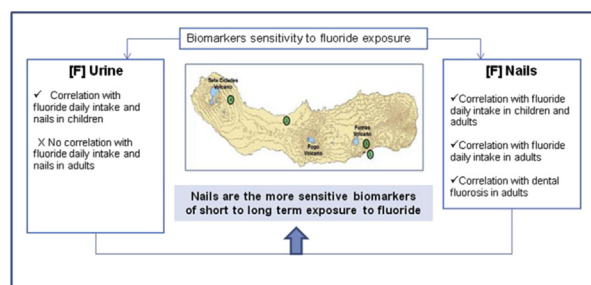 Biomarkers sensitivity to fluoride exposure
[F] Urine
✓ Correlation with
fluoride daily intake and
nails in children
X No correlation with
fluoride daily intake and
nails in adults
Sete Cidades
Volcano
Fogo
Volcano
Furnas
Volcano
Nails are the more sensitive biomarkers
of short to long term exposure to fluoride
[F] Nails
✓Correlation with fluoride
daily intake in children and
adults
✓Correlation with fluoride
daily intake in adults
✓Correlation with dental
fluorosis in adults